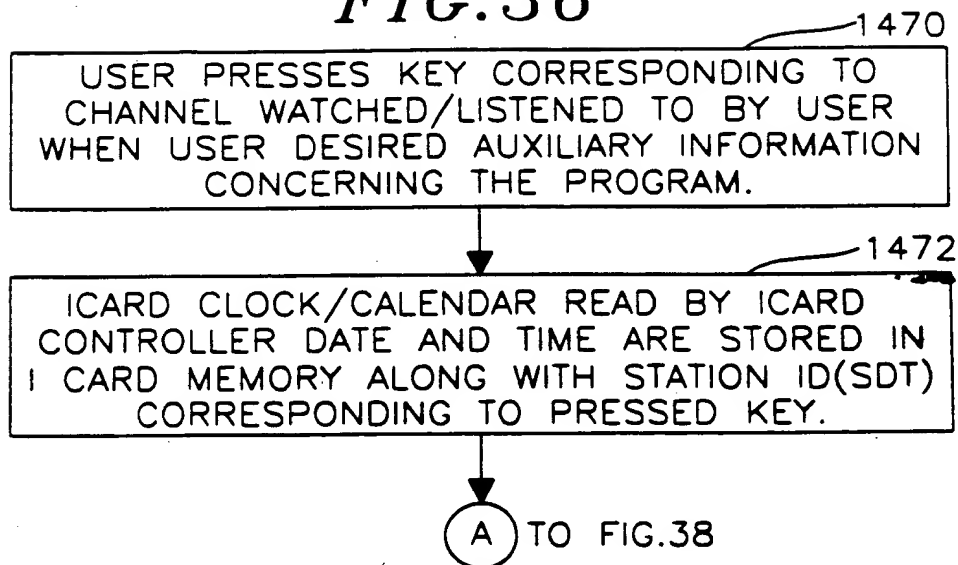 FIG.36
1470
USER PRESSES KEY CORRESPONDING TO
CHANNEL WATCHED/LISTENED TO BY USER
WHEN USER DESIRED AUXILIARY INFORMATION
CONCERNING THE PROGRAM.
1472
ICARD CLOCK/CALENDAR READ BY ICARD
CONTROLLER DATE AND TIME ARE STORED IN
I CARD MEMORY ALONG WITH STATION ID(SDT)
CORRESPONDING TO PRESSED KEY.
A TO FIG.38